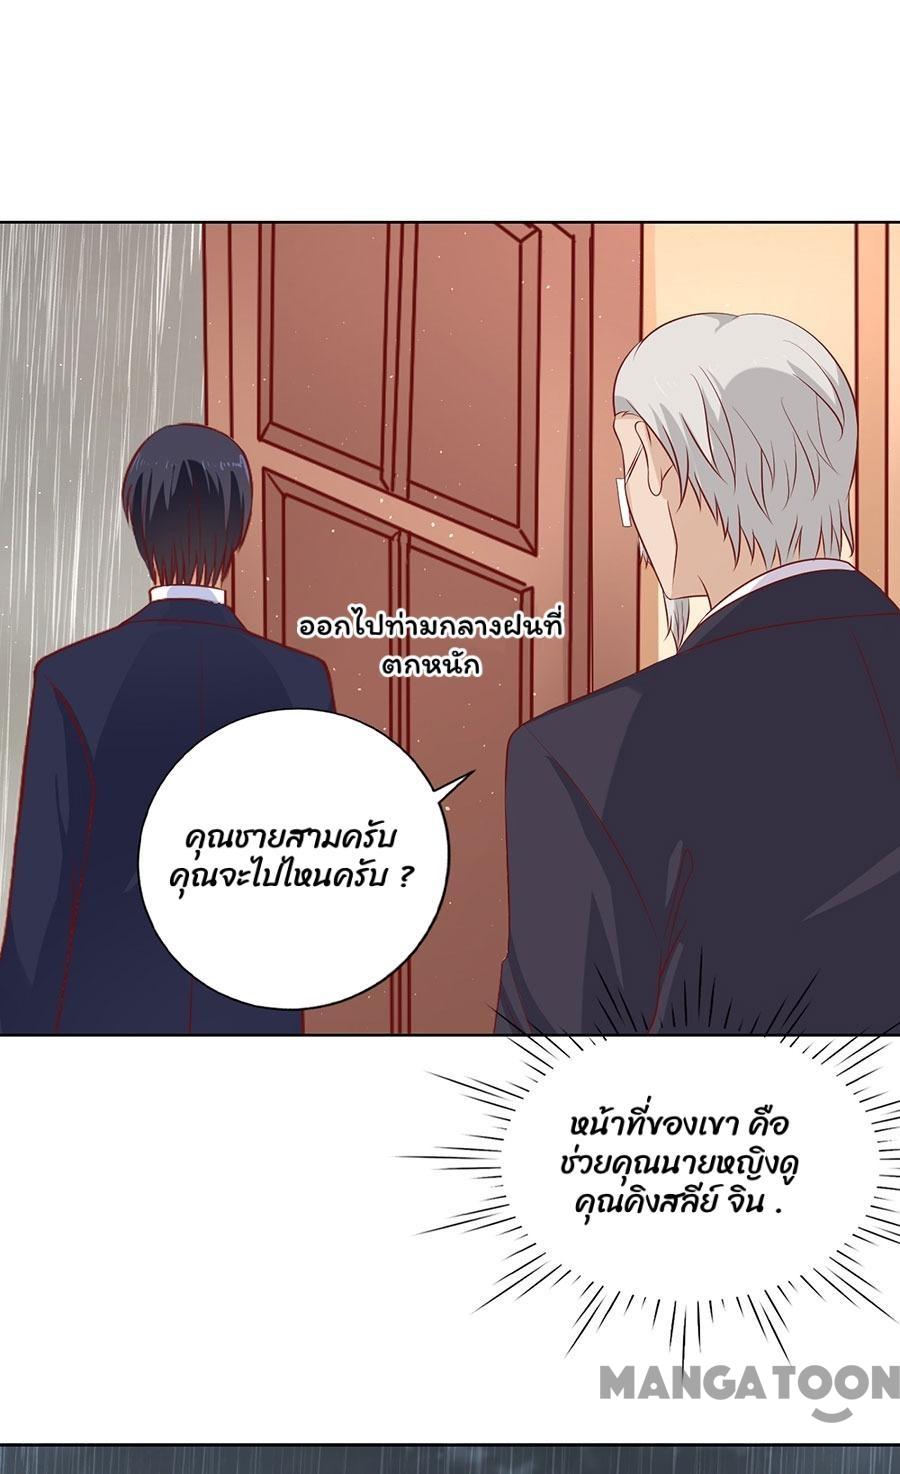 ออกไปท่ามกลางฝนที่
ตกหนัก
คุณชายสามครับ
คุณจะไปไหนครับ ?
หน้าที่ของเขา คือ
ช่วยคุณนายหญิงดู
คุณคิงสลีย์ จิน .
MANGATOON